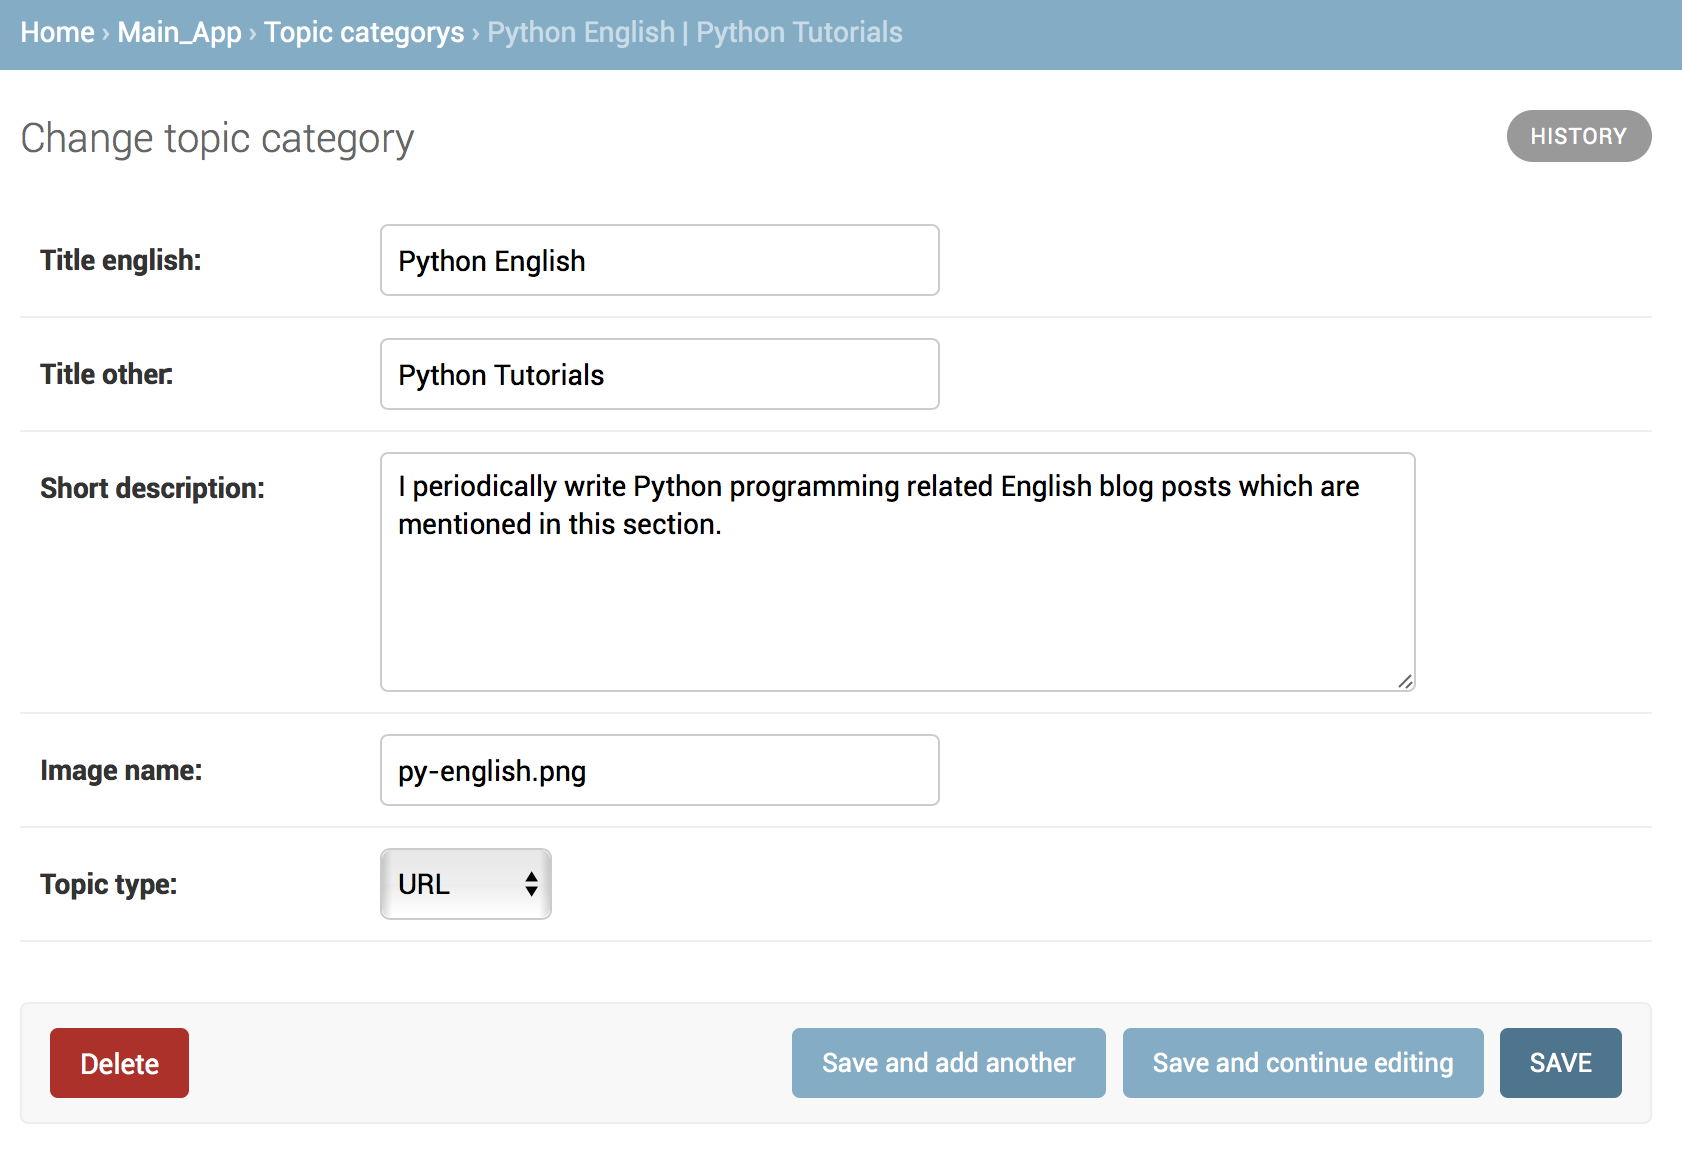 Home › Main_App › Topic categorys › Python English | Python Tutorials
Change topic category
HISTORY
Title english:
Python English
Title other:
Python Tutorials
Short description:
I periodically write Python programming related English blog posts which are
mentioned in this section.
Image name:
py-english.png
Topic type:
URL
Delete
Save and add another
Save and continue editing
SAVE